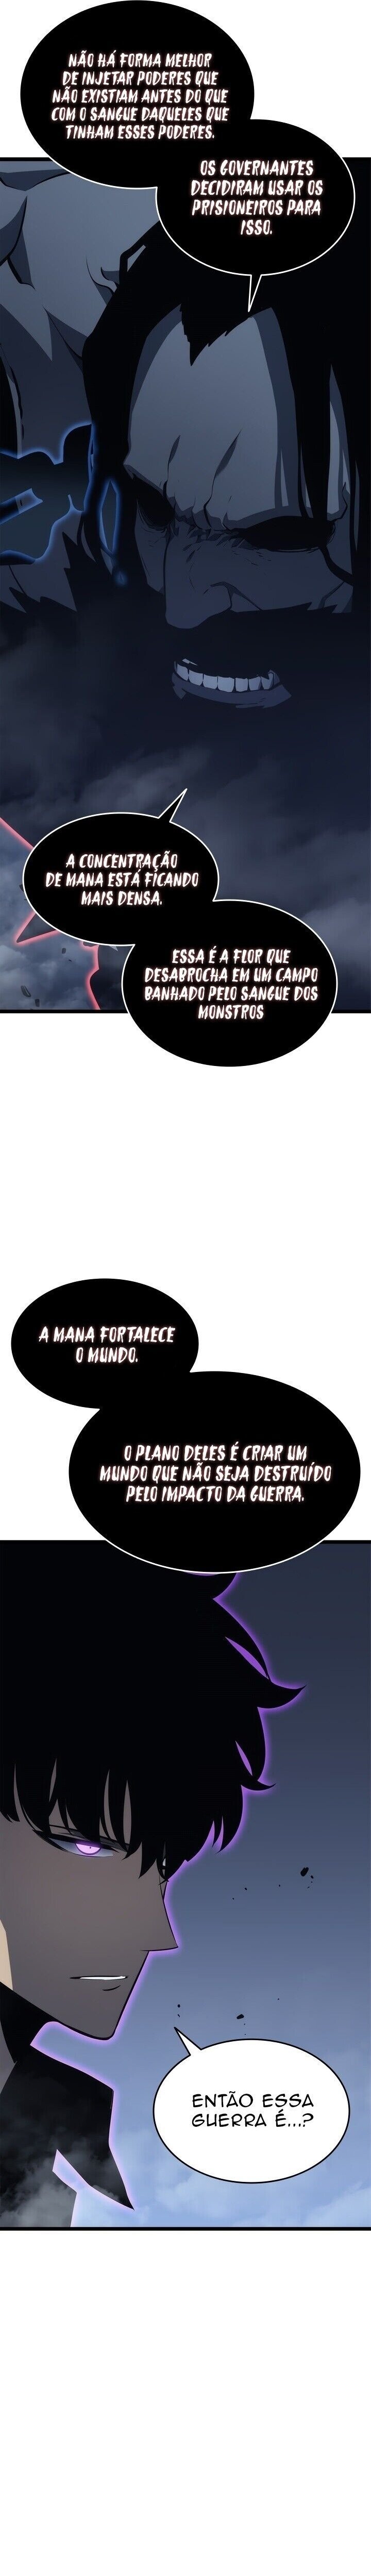 NÃO HÁ FORMA MELHOR
DE INJETAR PODERES QUE
NÃO EXISTIAM ANTES DO QUE
COM O SANGUE DAQUELES QUE
TINHAM ESSES PODERES.
OS GOVERNANTES
DECIDIRAM USAR OS
PRISIONEIROS PARA
ISSO.
A CONCENTRAÇÃO
DE MANA ESTÁ FICANDO
MAIS DENSA.
ESSA É A FLOR QUE
DESABROCHA EM UM CAMPO
BANHADO PELO SANGUE DOS
MONSTROS
A MANA FORTALECE
O MUNDO.
O PLANO DELES É CRIAR UM
MUNDO QUE NÃO SEJA DESTRUÍDO
PELO IMPACTO DA GUERRA.
ENTÃO ESSA
GUERRA É...?